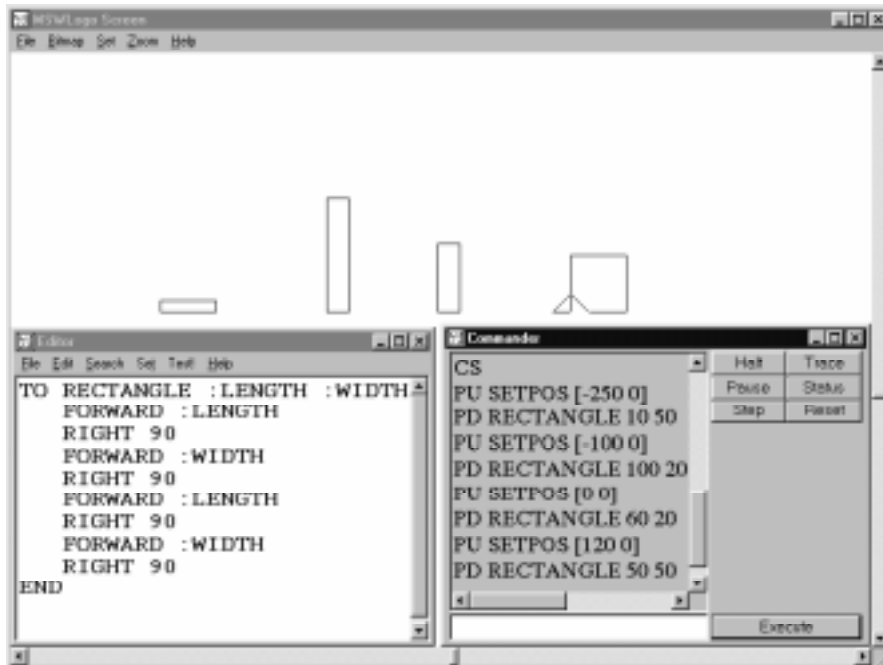 MSWLogo Screen
File Bitmap Set Zoom Help
Editor
File Edit Search Set Test! Help
TO RECTANGLE :LENGTH :WIDTH
FORWARD :LENGTH
RIGHT 90
FORWARD :WIDTH
RIGHT 90
FORWARD :LENGTH
RIGHT 90
FORWARD :WIDTH
RIGHT 90
END
Commander
CS
PU SETPOS [-250 0]
PD RECTANGLE 10 50
PU SETPOS [-100 0]
PD RECTANGLE 100 20
PU SETPOS [0 0]
PD RECTANGLE 60 20
PU SETPOS [120 0]
PD RECTANGLE 50 50
Halt Trace
Pause Status
Step Reset
Execute